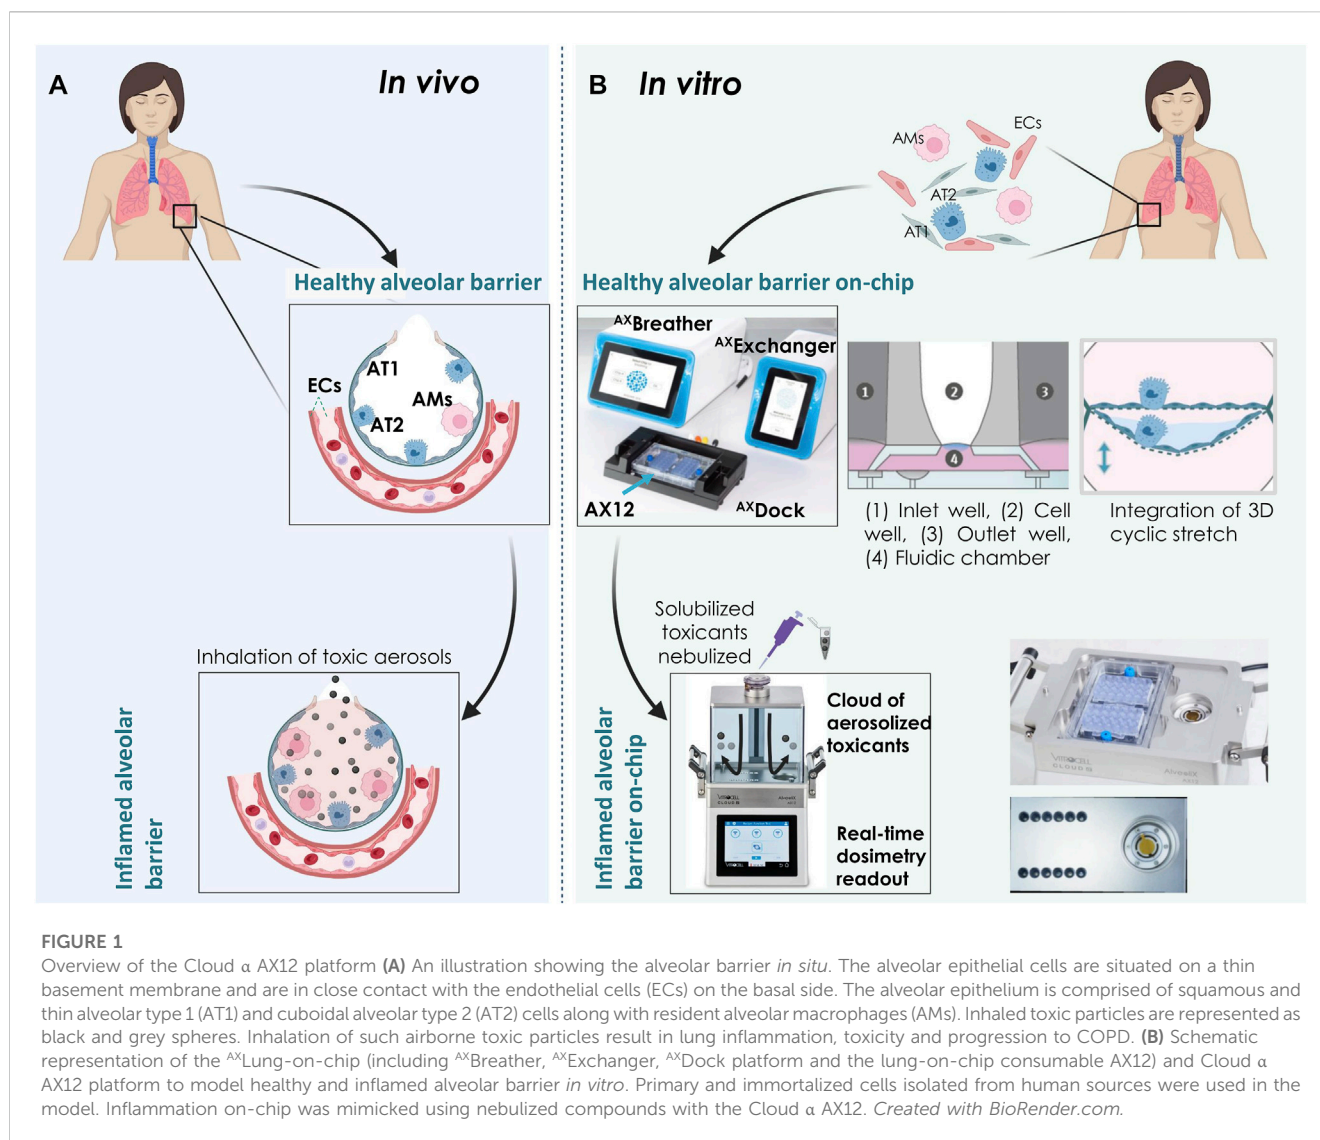 A
In vivo
Healthy alveolar barrier
AT1
ECs
AMs
AT2
Inhalation of toxic aerosols
Inflamed alveolar
barrier
B
In vitro
AMs
ECs
AT2
AT1
Healthy alveolar barrier on-chip
AXBreather
AXExchanger
AX12
AXDock
1
2
3
4
(1) Inlet well, (2) Cell
well, (3) Outlet well,
(4) Fluidic chamber
Integration of 3D
cyclic stretch
Solubilized
toxicants
nebulized
Inflamed alveolar
barrier on-chip
Cloud of
aerosolized
toxicants
Real-time
dosimetry
readout
VITROCELL
CLOUD α
AlveoliX
AX12
VITROCELL
CLOUD α
AlveoliX
AX12
FIGURE 1
Overview of the Cloud α AX12 platform (A) An illustration showing the alveolar barrier in situ. The alveolar epithelial cells are situated on a thin
basement membrane and are in close contact with the endothelial cells (ECs) on the basal side. The alveolar epithelium is comprised of squamous and
thin alveolar type 1 (AT1) and cuboidal alveolar type 2 (AT2) cells along with resident alveolar macrophages (AMs). Inhaled toxic particles are represented as
black and grey spheres. Inhalation of such airborne toxic particles result in lung inflammation, toxicity and progression to COPD. (B) Schematic
representation of the AXLung-on-chip (including AXBreather, AXExchanger, AXDock platform and the lung-on-chip consumable AX12) and Cloud α
AX12 platform to model healthy and inflamed alveolar barrier in vitro. Primary and immortalized cells isolated from human sources were used in the
model. Inflammation on-chip was mimicked using nebulized compounds with the Cloud α AX12. Created with BioRender.com.